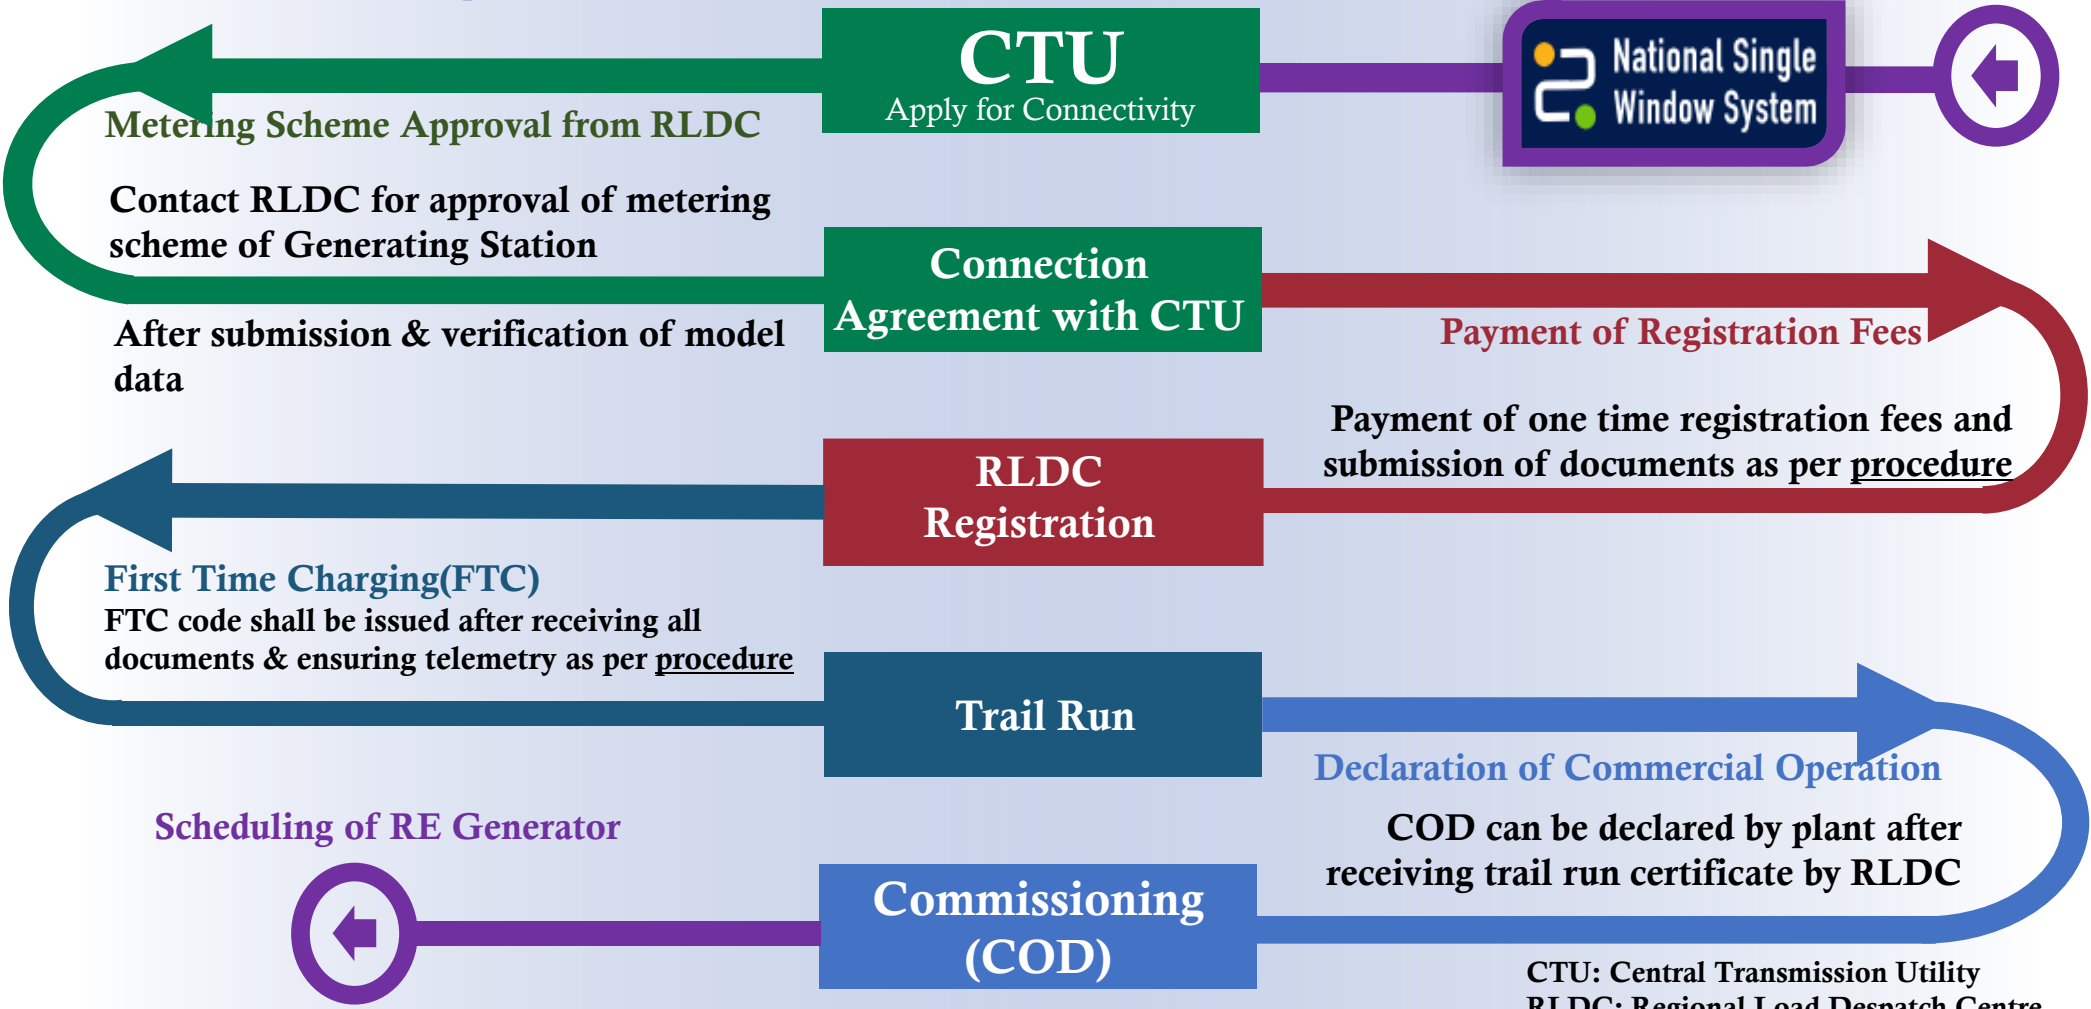 CTU
Apply for Connectivity
National Single
Window System
Metering Scheme Approval from RLDC
Contact RLDC for approval of metering
scheme of Generating Station
Connection
Agreement with CTU
After submission & verification of model
data
Payment of Registration Fees
Payment of one time registration fees and
submission of documents as per procedure
RLDC
Registration
First Time Charging(FTC)
FTC code shall be issued after receiving all
documents & ensuring telemetry as per procedure
Trail Run
Declaration of Commercial Operation
COD can be declared by plant after
receiving trail run certificate by RLDC
Scheduling of RE Generator
Commissioning
(COD)
CTU: Central Transmission Utility
RLDC: Regional Load Despatch Centre